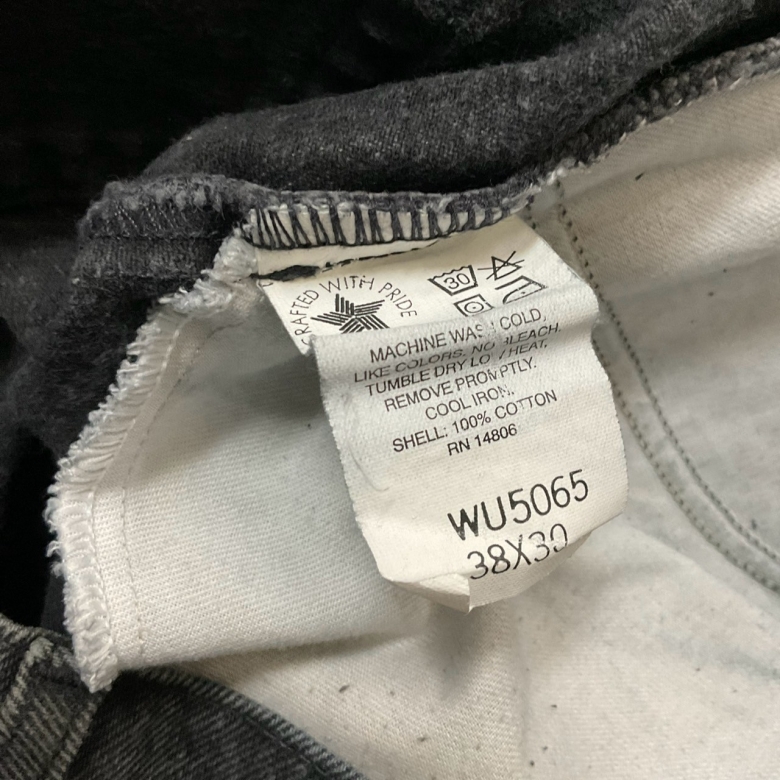 CRAFTED WITH PRIDE
30
MACHINE WASH COLD,
LIKE COLORS. NO BLEACH.
TUMBLE DRY LOW HEAT.
REMOVE PROMPTLY.
COOL IRON.
SHELL: 100% COTTON
RN 14806
WU5065
38X30